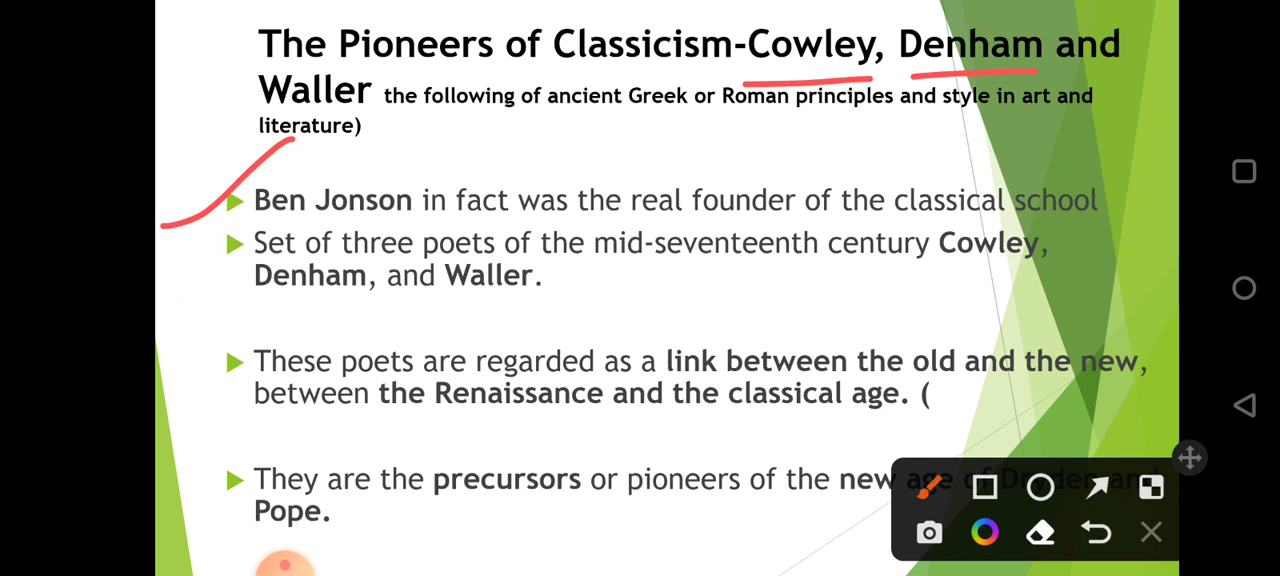 The Pioneers of Classicism-Cowley, Denham and
Waller the following of ancient Greek or Roman principles and style in art and
literature)
Ben Jonson in fact was the real founder of the classical school
Set of three poets of the mid-seventeenth century Cowley,
Denham, and Waller.
These poets are regarded as a link between the old and the new,
between the Renaissance and the classical age. (
They are the precursors or pioneers of the new age of Dryden and
Pope.